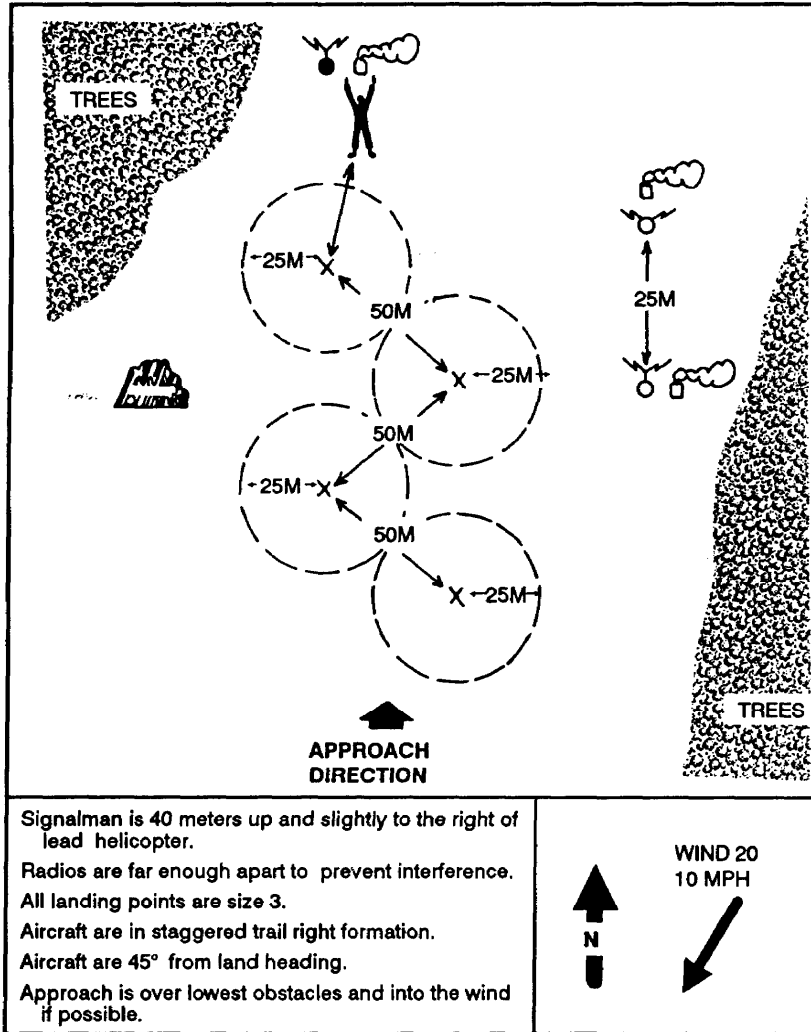 TREES
25M
50M
25M
25M
50M
25M
50M
25M
TREES
APPROACH
DIRECTION
Signalman is 40 meters up and slightly to the right of
lead helicopter.
Radios are far enough apart to prevent interference.
All landing points are size 3.
Aircraft are in staggered trail right formation.
Aircraft are 45° from land heading.
Approach is over lowest obstacles and into the wind
if possible.
N
WIND 20
10 MPH